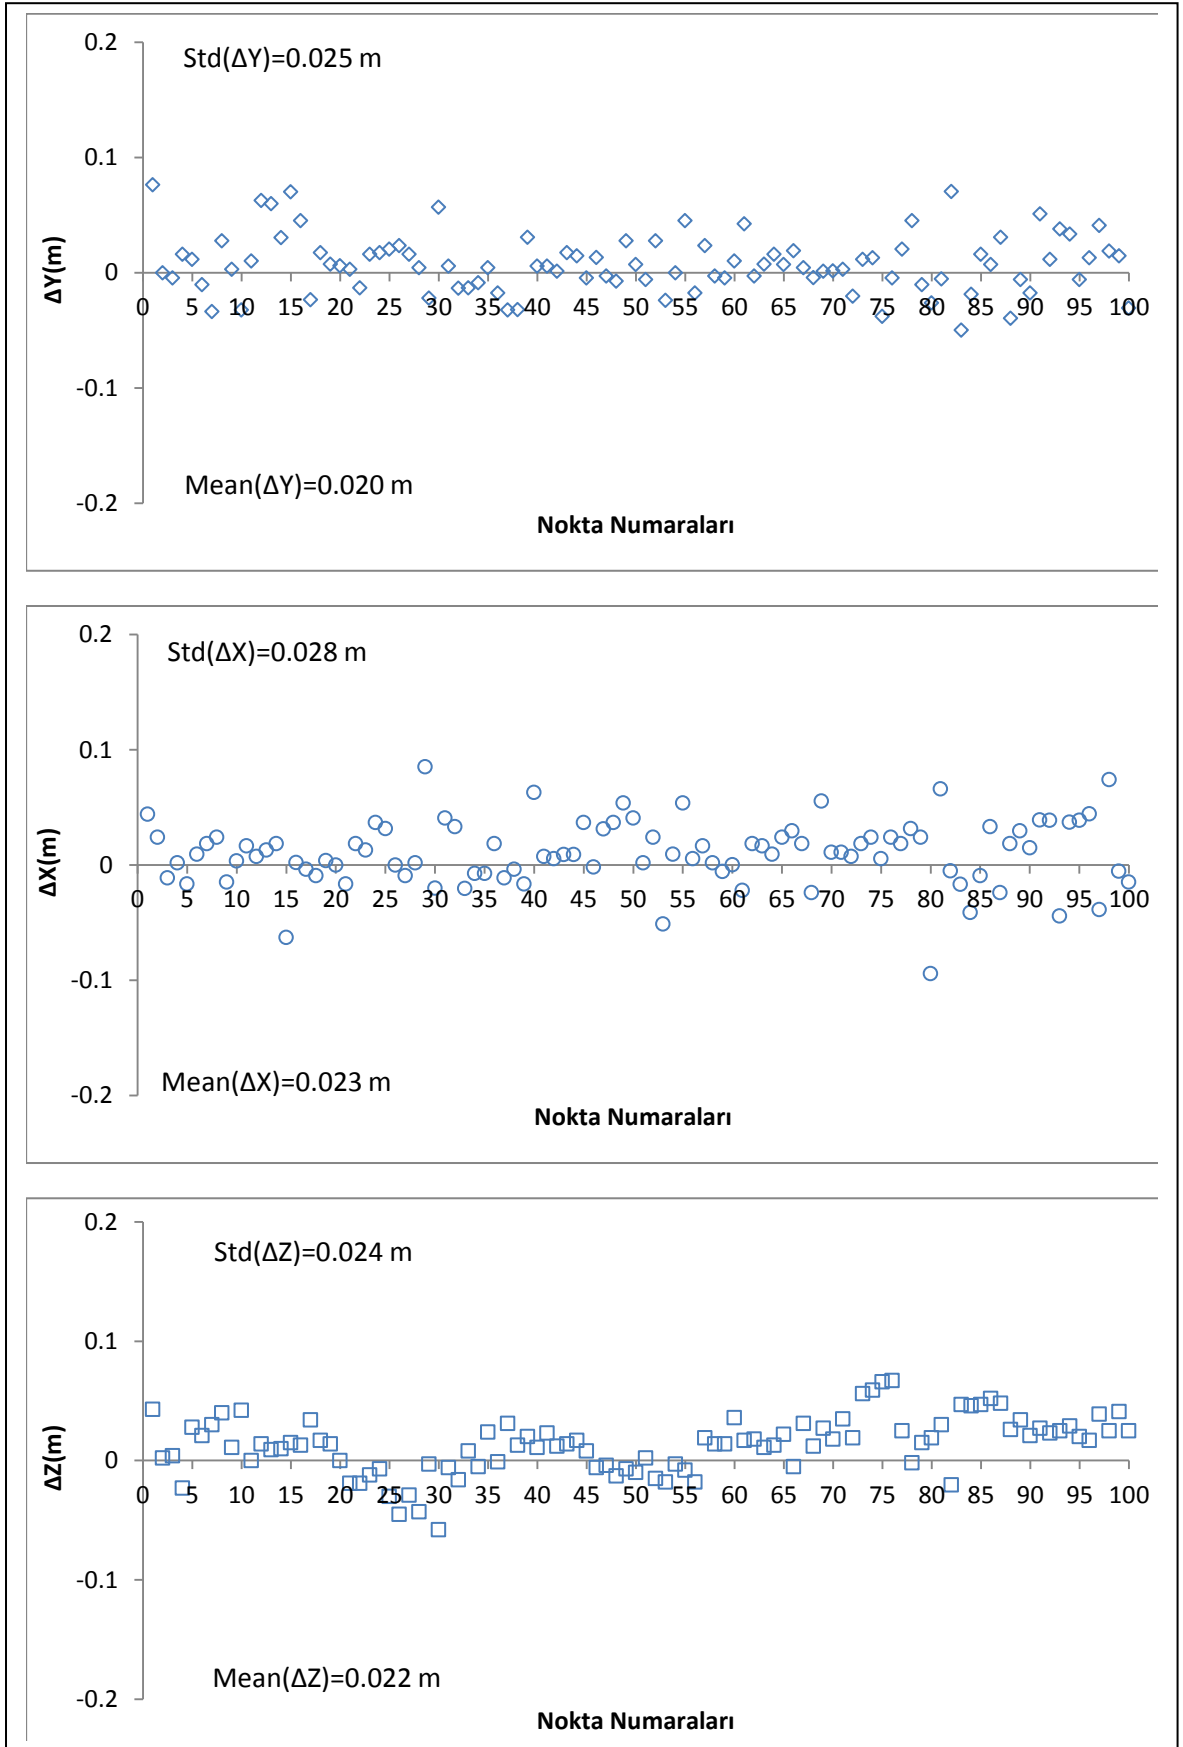 0.2
Std(ΔY)=0.025 m
0.1
ΔY(m)
0
0 5 10 15 20 25 30 35 40 45 50 55 60 65 70 75 80 85 90 95 100
-0.1
Mean(ΔY)=0.020 m
-0.2
Nokta Numaraları
0.2
Std(ΔX)=0.028 m
0.1
ΔX(m)
0
0 5 10 15 20 25 30 35 40 45 50 55 60 65 70 75 80 85 90 95 100
-0.1
Mean(ΔX)=0.023 m
-0.2
Nokta Numaraları
0.2
Std(ΔZ)=0.024 m
0.1
ΔZ(m)
0
0 5 10 15 20 25 30 35 40 45 50 55 60 65 70 75 80 85 90 95 100
-0.1
Mean(ΔZ)=0.022 m
-0.2
Nokta Numaraları